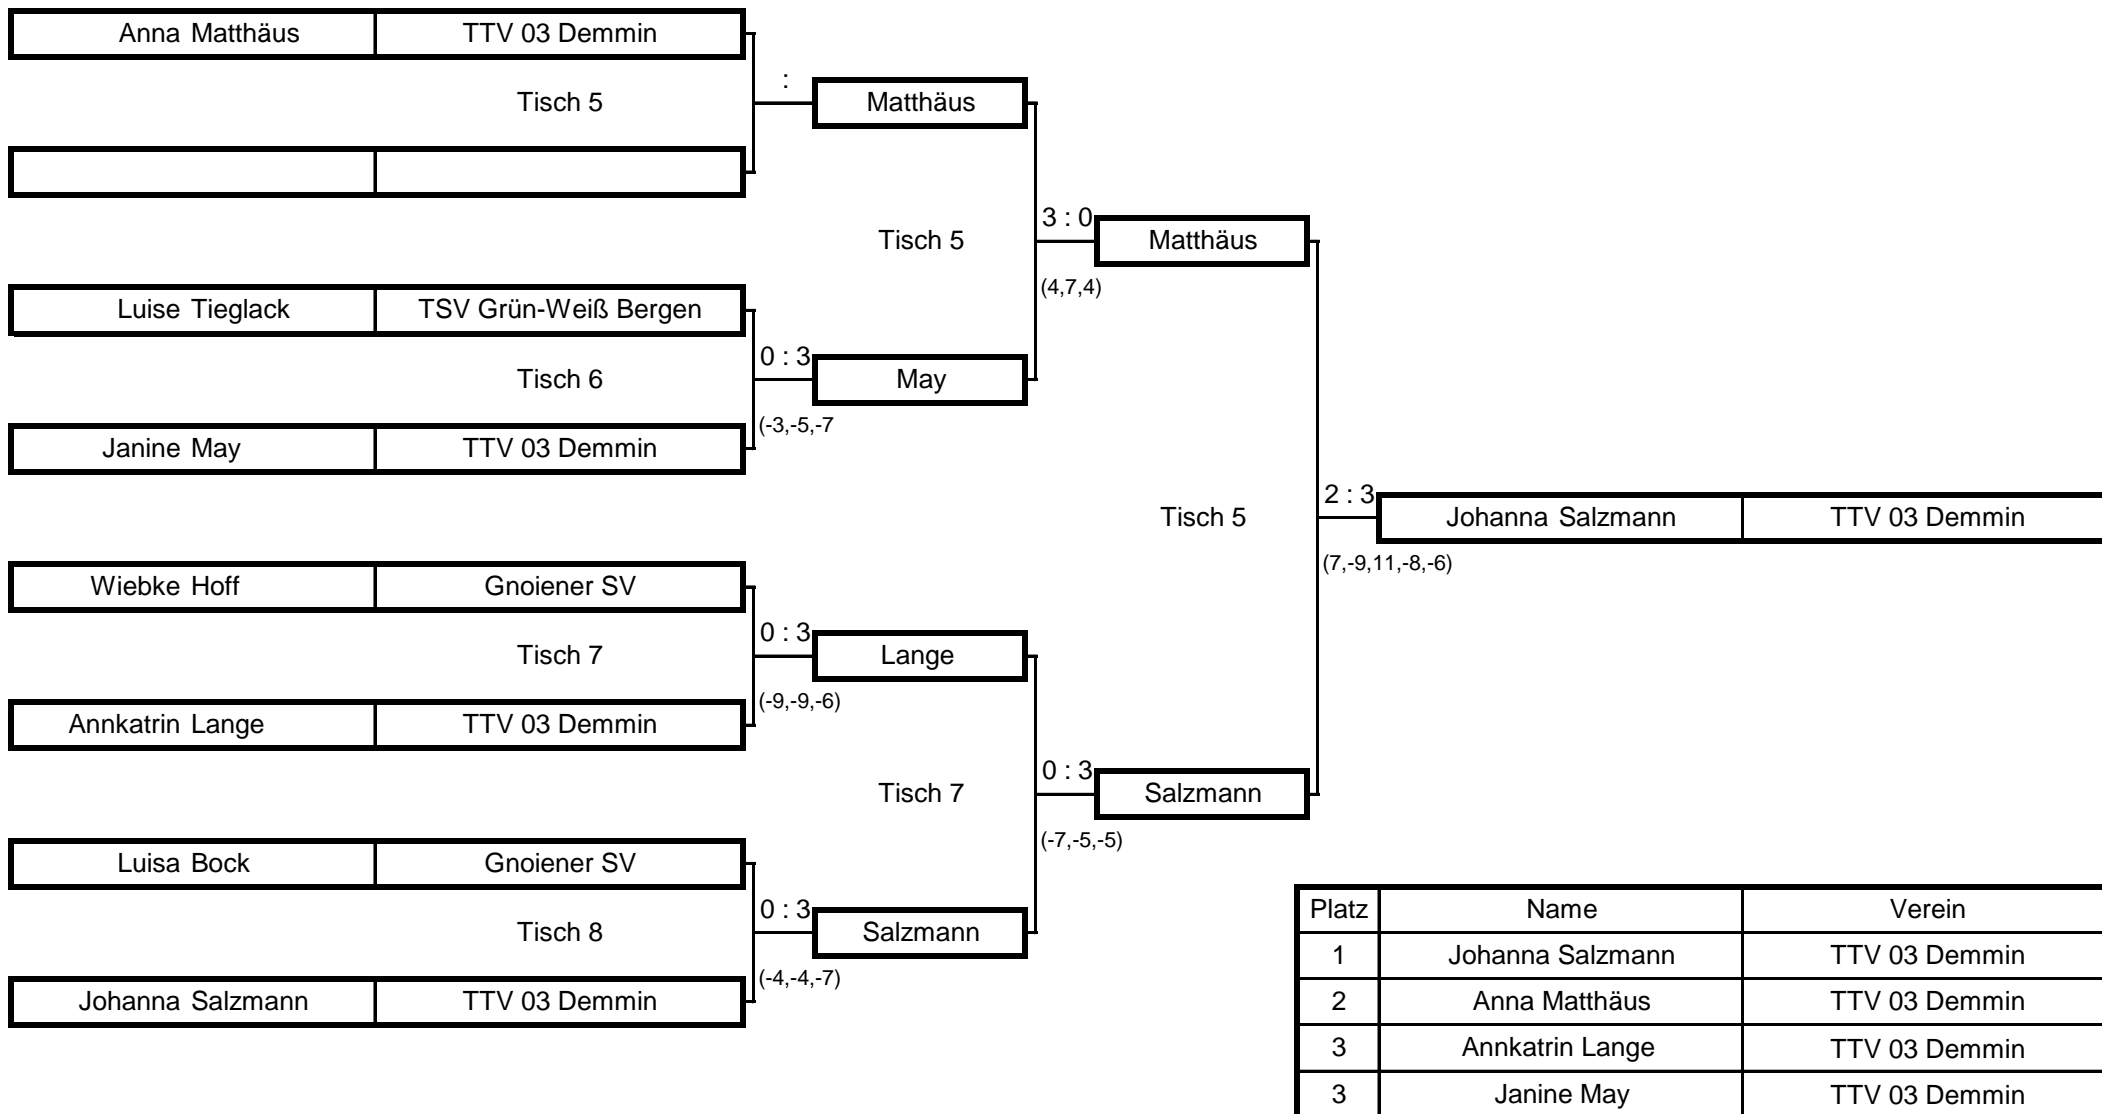 Anna Matthäus TTV 03 Demmin
:
Tisch 5 Matthäus
3 : 0
Tisch 5 Matthäus
(4,7,4)
Luise Tieglack TSV Grün-Weiß Bergen
0 : 3
Tisch 6 May
(-3,-5,-7
Janine May TTV 03 Demmin
2 : 3
Tisch 5 Johanna Salzmann TTV 03 Demmin
(7,-9,11,-8,-6)
Wiebke Hoff Gnoiener SV
0 : 3
Tisch 7 Lange
(-9,-9,-6)
Annkatrin Lange TTV 03 Demmin
0 : 3
Tisch 7 Salzmann
(-7,-5,-5)
Luisa Bock Gnoiener SV
0 : 3
Tisch 8 Salzmann
(-4,-4,-7)
Johanna Salzmann TTV 03 Demmin
Platz Name Verein
1 Johanna Salzmann TTV 03 Demmin
2 Anna Matthäus TTV 03 Demmin
3 Annkatrin Lange TTV 03 Demmin
3 Janine May TTV 03 Demmin